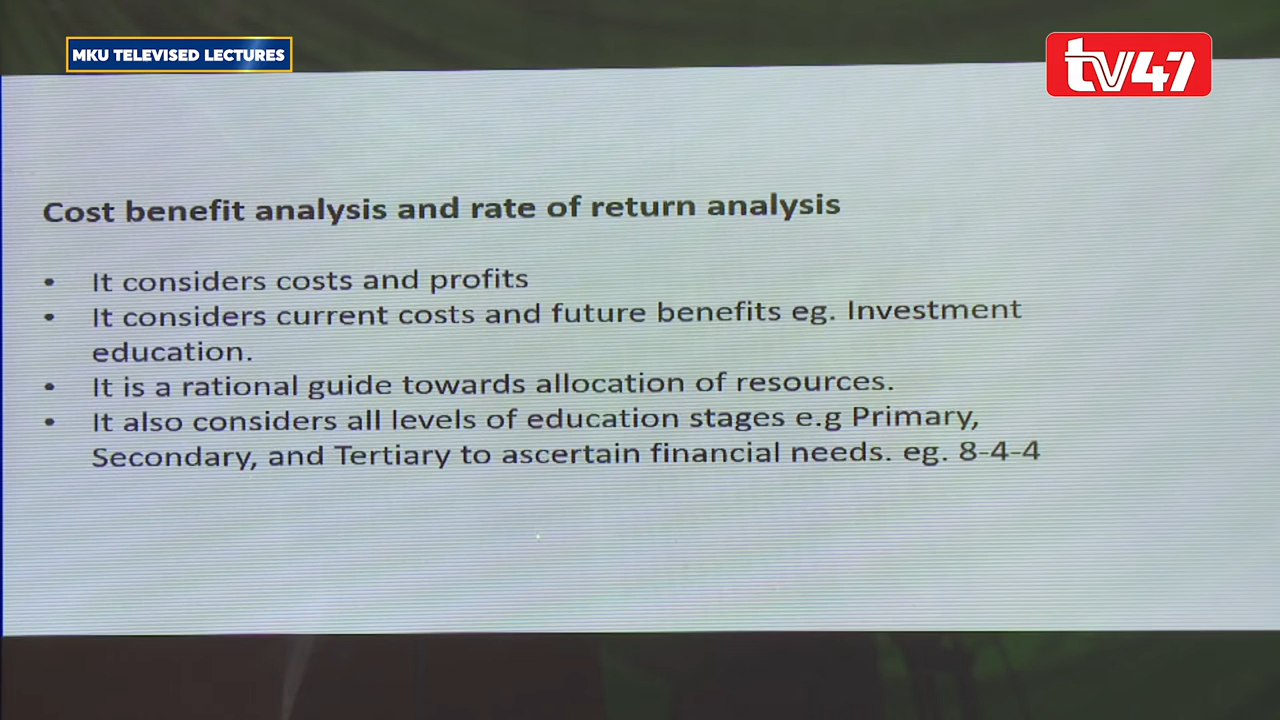 MKU TELEVISED LECTURES
tv47
Cost benefit analysis and rate of return analysis
• It considers costs and profits
• It considers current costs and future benefits eg. Investment
education.
• It is a rational guide towards allocation of resources.
• It also considers all levels of education stages e.g Primary,
Secondary, and Tertiary to ascertain financial needs. eg. 8-4-4